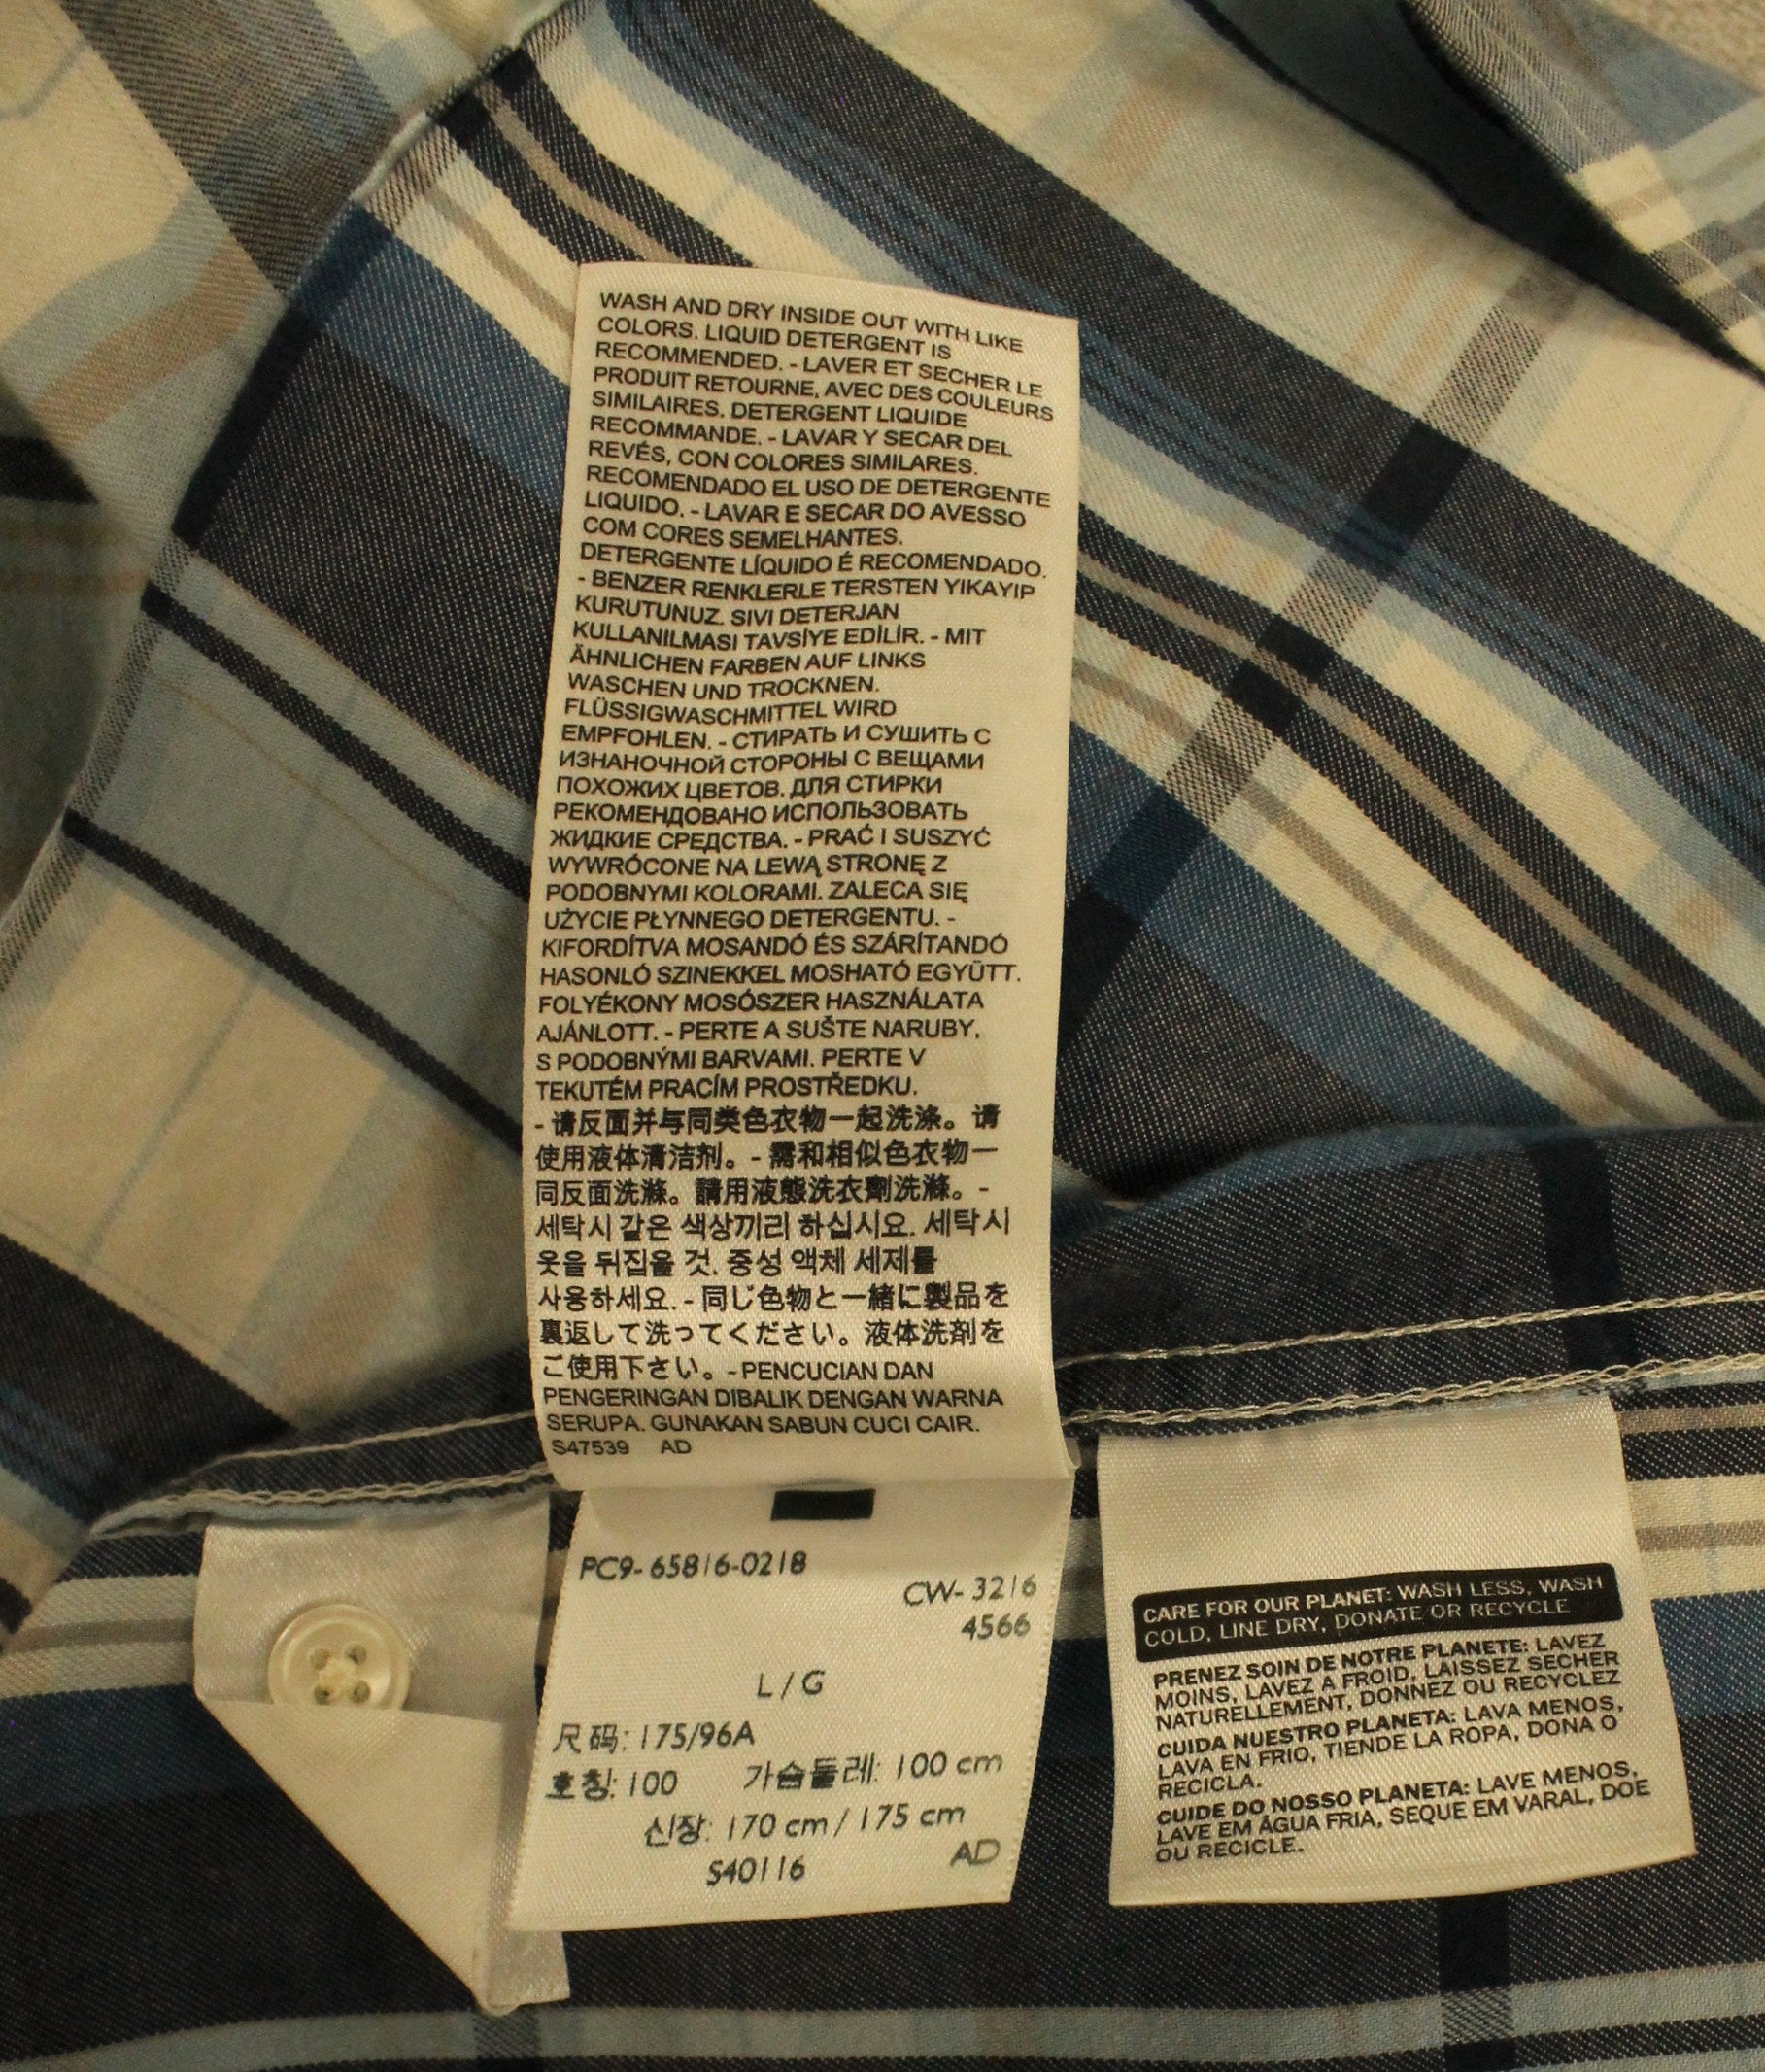 WASH AND DRY INSIDE OUT WITH LIKE
COLORS. LIQUID DETERGENT IS
RECOMMENDED. - LAVER ET SECHER LE
PRODUIT RETOURNE, AVEC DES COULEURS
SIMILAIRES. DETERGENT LIQUIDE
RECOMMANDE. - LAVAR Y SECAR DEL
REVÉS, CON COLORES SIMILARES.
RECOMENDADO EL USO DE DETERGENTE
LIQUIDO. - LAVAR E SECAR DO AVESSO
COM CORES SEMELHANTES.
DETERGENTE LÍQUIDO É RECOMENDADO.
- BENZER RENKLERLE TERSTEN YIKAYIP
KURUTUNUZ. SIVI DETERJAN
KULLANILMASI TAVSİYE EDİLİR. - MIT
ÄHNLICHEN FARBEN AUF LINKS
WASCHEN UND TROCKNEN.
FLÜSSIGWASCHMITTEL WIRD
EMPFOHLEN. - СТИРАТЬ И СУШИТЬ С
ИЗНАНОЧНОЙ СТОРОНЫ С ВЕЩАМИ
ПОХОЖИХ ЦВЕТОВ. ДЛЯ СТИРКИ
РЕКОМЕНДОВАНО ИСПОЛЬЗОВАТЬ
ЖИДКИЕ СРЕДСТВА. - PRAĆ I SUSZYĆ
WYWRÓCONE NA LEWĄ STRONĘ Z
PODOBNYMI KOLORAMI. ZALECA SIĘ
UŻYCIE PŁYNNEGO DETERGENTU. -
KIFORDÍTVA MOSANDÓ ÉS SZÁRÍTANDÓ
HASONLÓ SZINEKKEL MOSHATÓ EGYÜTT.
FOLYÉKONY MOSÓSZER HASZNÁLATA
AJÁNLOTT. - PERTE A SUŠTE NARUBY,
S PODOBNÝMI BARVAMI. PERTE V
TEKUTÉM PRACÍM PROSTŘEDKU.
- 请反面并与同类色衣物一起洗涤。请
使用液体清洁剂。- 需和相似色衣物一
同反面洗滌。請用液態洗衣劑洗滌。-
세탁시 같은 색상끼리 하십시요. 세탁시
옷을 뒤집을 것. 중성 액체 세제를
사용하세요. - 同じ色物と一緒に製品を
裏返して洗ってください。液体洗剤を
ご使用下さい。- PENCUCIAN DAN
PENGERINGAN DIBALIK DENGAN WARNA
SERUPA. GUNAKAN SABUN CUCI CAIR.
S47539 AD
PC9-65816-0218
CW-3216
4566
L/G
尺码: 175/96A
호칭: 100 가슴둘레: 100 cm
신장: 170 cm / 175 cm
S40116 AD
CARE FOR OUR PLANET: WASH LESS, WASH
COLD, LINE DRY, DONATE OR RECYCLE
PRENEZ SOIN DE NOTRE PLANETE: LAVEZ
MOINS, LAVEZ A FROID, LAISSEZ SECHER
NATURELLEMENT, DONNEZ OU RECYCLEZ
CUIDA NUESTRO PLANETA: LAVA MENOS,
LAVA EN FRIO, TIENDE LA ROPA, DONA O
RECICLA.
CUIDE DO NOSSO PLANETA: LAVE MENOS,
LAVE EM ÁGUA FRIA, SEQUE EM VARAL, DOE
OU RECICLE.